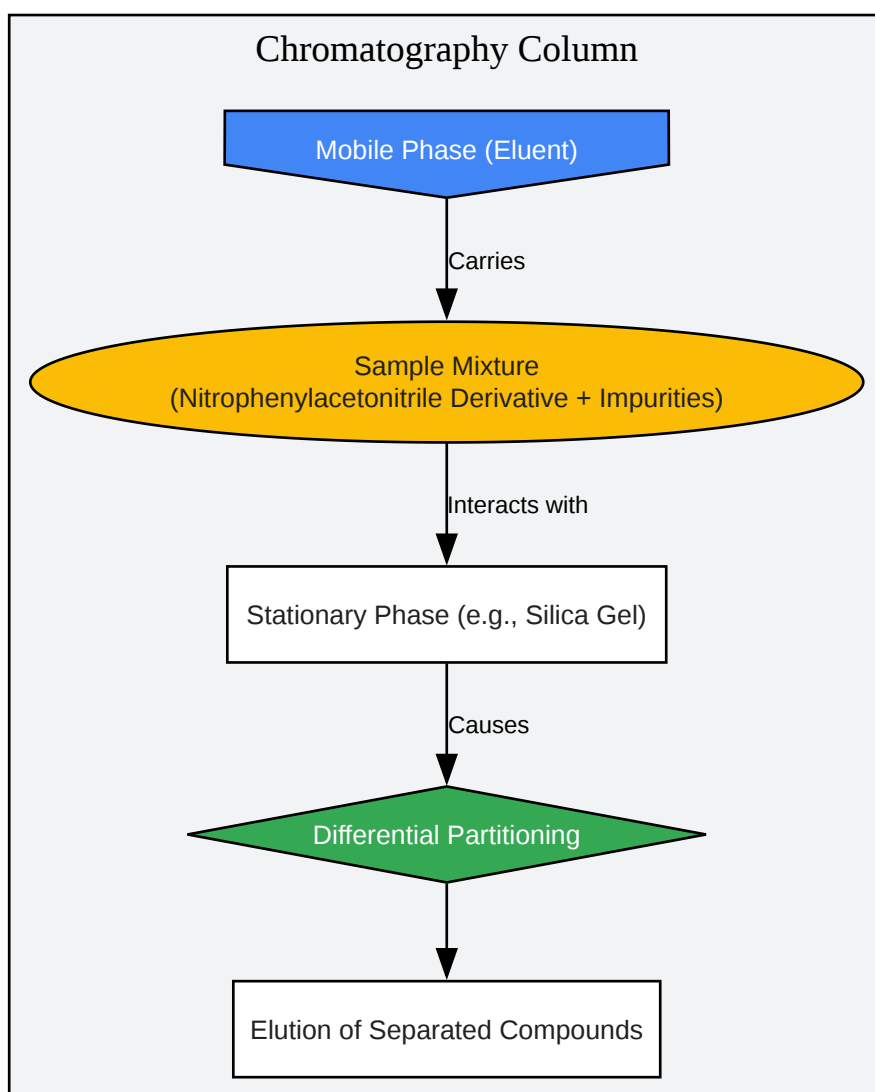 Chromatography Column
Mobile Phase (Eluent)
Carries
Sample Mixture
(Nitrophenylacetonitrile Derivative + Impurities)
Interacts with
Stationary Phase (e.g., Silica Gel)
Causes
Differential Partitioning
Elution of Separated Compounds